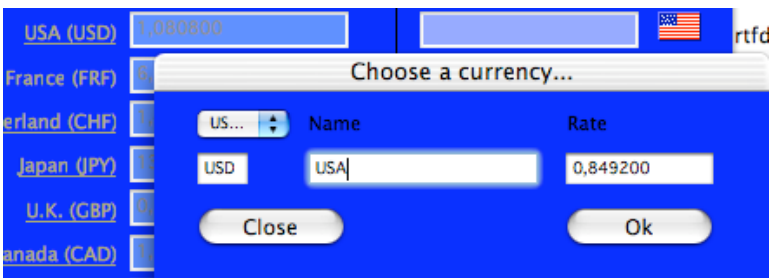 USA (USD) 1,080800
rtfd
France (FRF)
Choose a currency...
erland (CHF)
US... Name Rate
Japan (JPY)
USD USA 0,849200
U.K. (GBP)
Close Ok
anada (CAD)